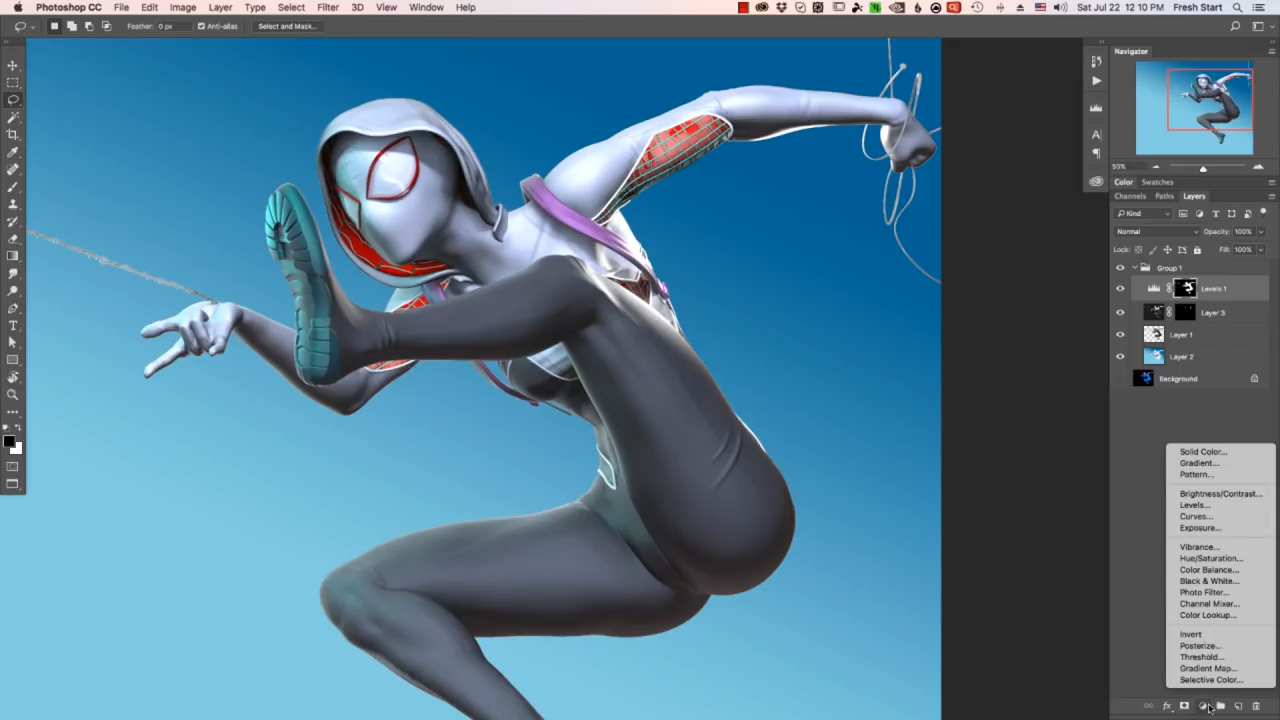 Photoshop CC File Edit Image Layer Type Select Filter 3D View Window Help
Sat Jul 22 12:10 PM Fresh Start
Feather: 0 px Anti-alias Select and Mask...
Navigator
50%
Color Swatches
Channels Paths Layers
Kind
Normal Opacity: 100%
Lock: Fill: 100%
Group 1
Levels 1
Layer 3
Layer 1
Layer 2
Background
Solid Color...
Gradient...
Pattern...
Brightness/Contrast...
Levels...
Curves...
Exposure...
Vibrance...
Hue/Saturation...
Color Balance...
Black & White...
Photo Filter...
Channel Mixer...
Color Lookup...
Invert
Posterize...
Threshold...
Gradient Map...
Selective Color...